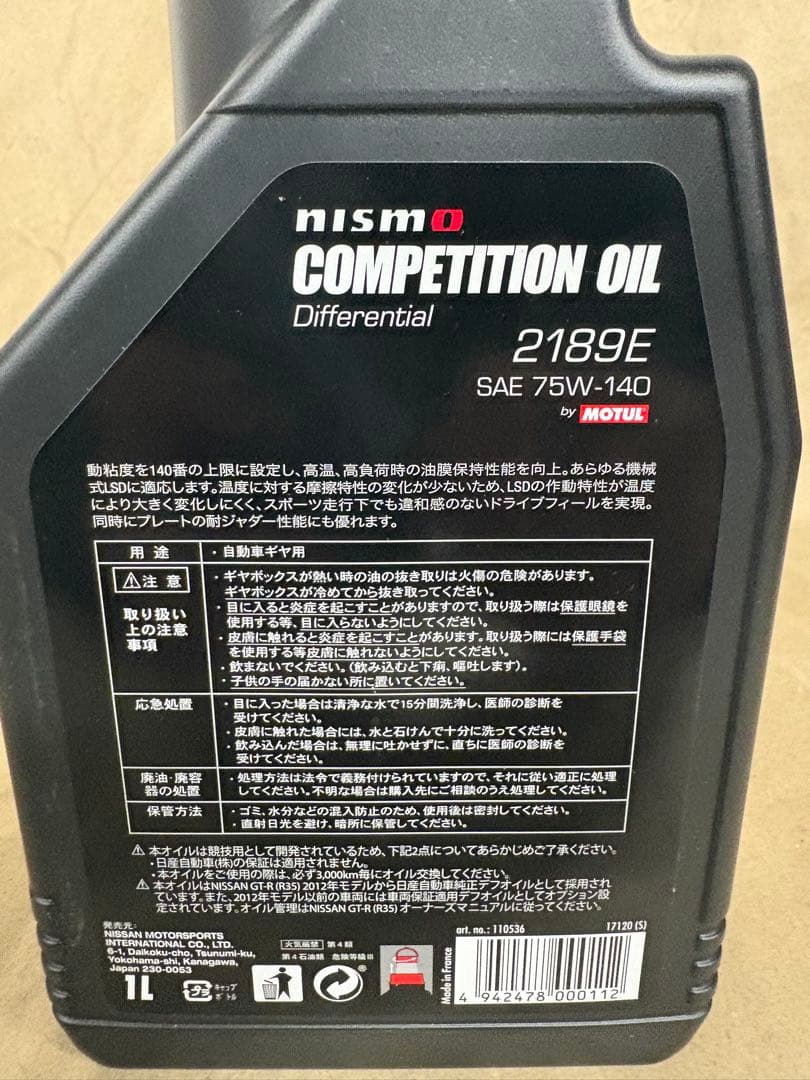 nismo
COMPETITION OIL
Differential
2189E
SAE 75W-140
by MOTUL
動粘度を140番の上限に設定し、高温、高負荷時の油膜保持性能を向上。あらゆる機械
式LSDに適応します。温度に対する摩擦特性の変化が少ないため、LSDの作動特性が温度
により大きく変化しにくく、スポーツ走行下でも違和感のないドライブフィールを実現。
同時にプレートの耐ジャダー性能にも優れます。
用 途
・自動車ギヤ用
⚠注 意
取り扱い
上の注意
事項
・ギヤボックスが熱い時の油の抜き取りは火傷の危険があります。
ギヤボックスが冷めてから抜き取ってください。
・目に入ると炎症を起こすことがありますので、取り扱う際は保護眼鏡を
使用する等、目に入らないようにしてください。
・皮膚に触れると炎症を起こすことがあります。取り扱う際には保護手袋
を使用する等皮膚に触れないようにしてください。
・飲まないでください。(飲み込むと下痢、嘔吐します)。
・子供の手の届かない所に置いてください。
応急処置
・目に入った場合は清浄な水で15分間洗浄し、医師の診断を
受けてください。
・皮膚に触れた場合には、水と石けんで十分に洗ってください。
・飲み込んだ場合は、無理に吐かせずに、直ちに医師の診断を
受けてください。
廃油・廃容
器の処置
・処理方法は法令で義務付けられていますので、それに従い適正に処理
してください。不明な場合は購入先にご相談のうえ処理してください。
保管方法
・ゴミ、水分などの混入防止のため、使用後は密封してください。
・直射日光を避け、暗所に保管してください。
⚠本オイルは競技用として開発されているため、下記2点についてあらかじめご了承ください。
・日産自動車(株)の保証は適用されません。
・本オイルをご使用の際は、必ず3,000km毎にオイル交換してください。
⚠本オイルはNISSAN GT-R (R35) 2012年モデルから日産自動車純正デフオイルとして採用され
ています。また、2012年モデル以前の車両には車両保証適用デフオイルとしてオプション設
定されています。オイル管理はNISSAN GT-R (R35) オーナーズマニュアルに従ってください。
発売元:
NISSAN MOTORSPORTS
INTERNATIONAL CO., LTD.
6-1, Daikoku-cho, Tsurumi-ku,
Yokohama-shi, Kanagawa,
Japan 230-0053
1L
プラ
キャップ
ボトル
火気厳禁 第4類
第4石油類 危険等級III
Made in France
art. no.: 110536
17120 (S)
4 942478 000112